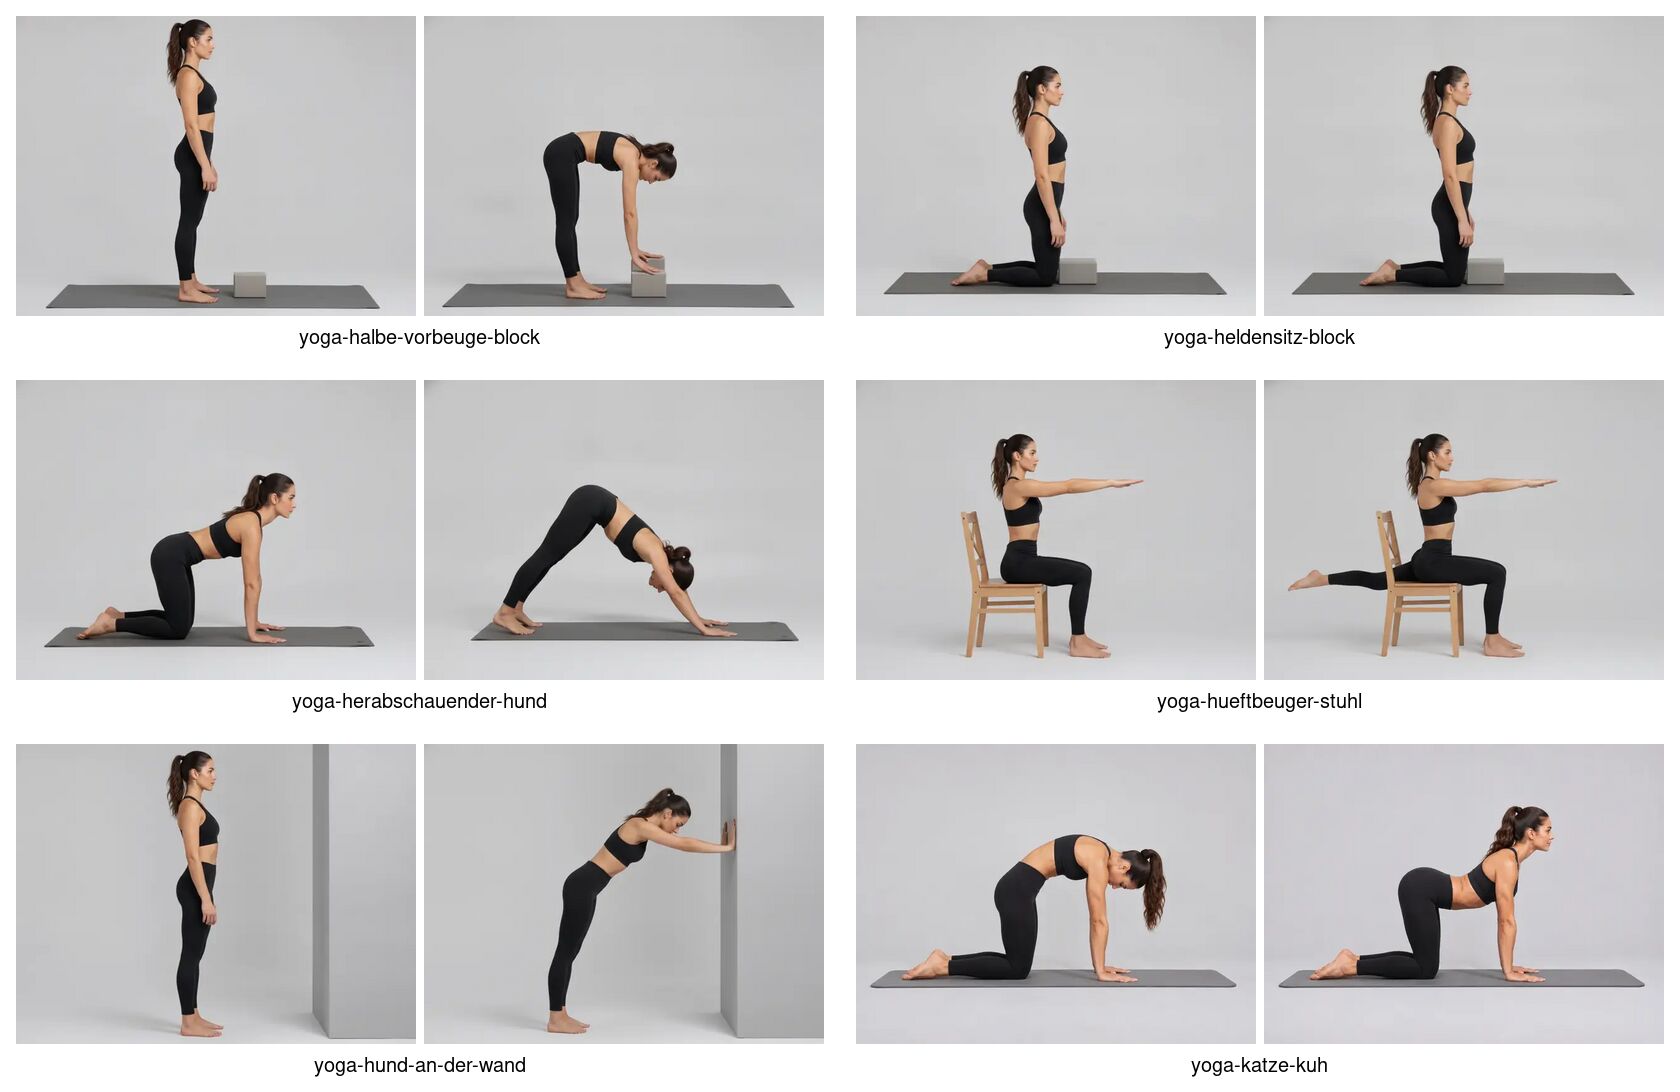 yoga-halbe-vorbeuge-block
yoga-heldensitz-block
yoga-herabschauender-hund
yoga-hueftbeuger-stuhl
yoga-hund-an-der-wand
yoga-katze-kuh